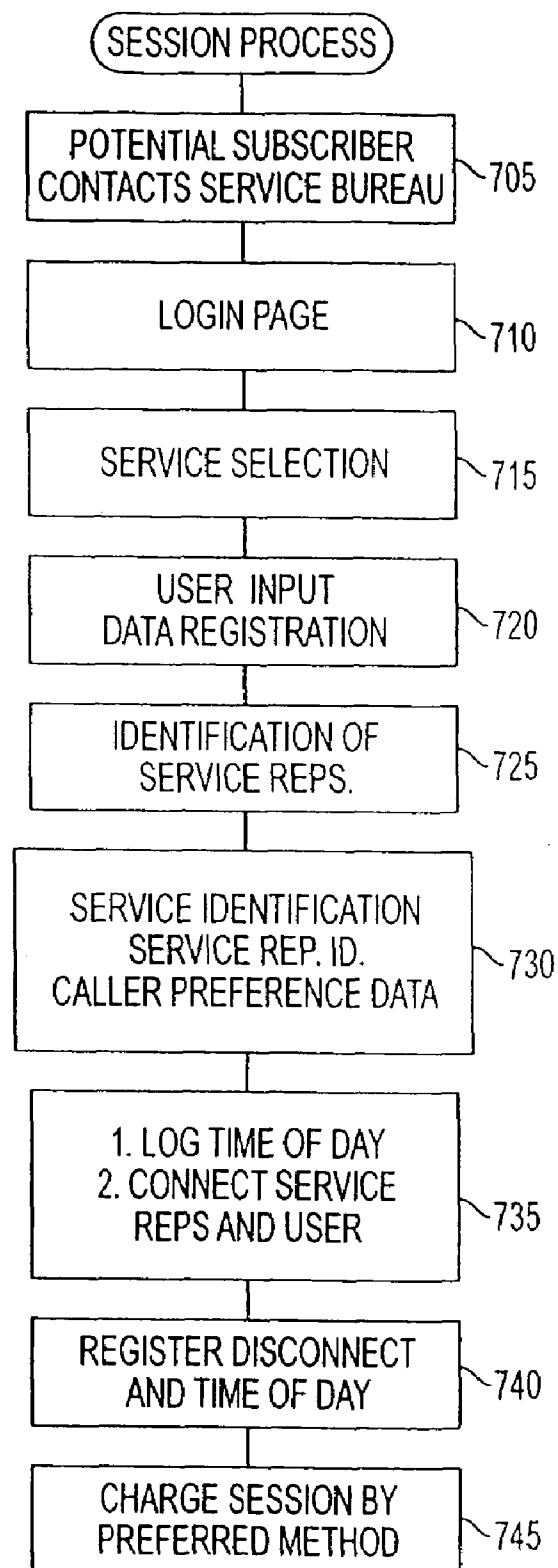 SESSION PROCESS
POTENTIAL SUBSCRIBER
CONTACTS SERVICE BUREAU
705
LOGIN PAGE
710
SERVICE SELECTION
715
USER INPUT
DATA REGISTRATION
720
IDENTIFICATION OF
SERVICE REPS.
725
SERVICE IDENTIFICATION
SERVICE REP. ID.
CALLER PREFERENCE DATA
730
1. LOG TIME OF DAY
2. CONNECT SERVICE
REPS AND USER
735
REGISTER DISCONNECT
AND TIME OF DAY
740
CHARGE SESSION BY
PREFERRED METHOD
745